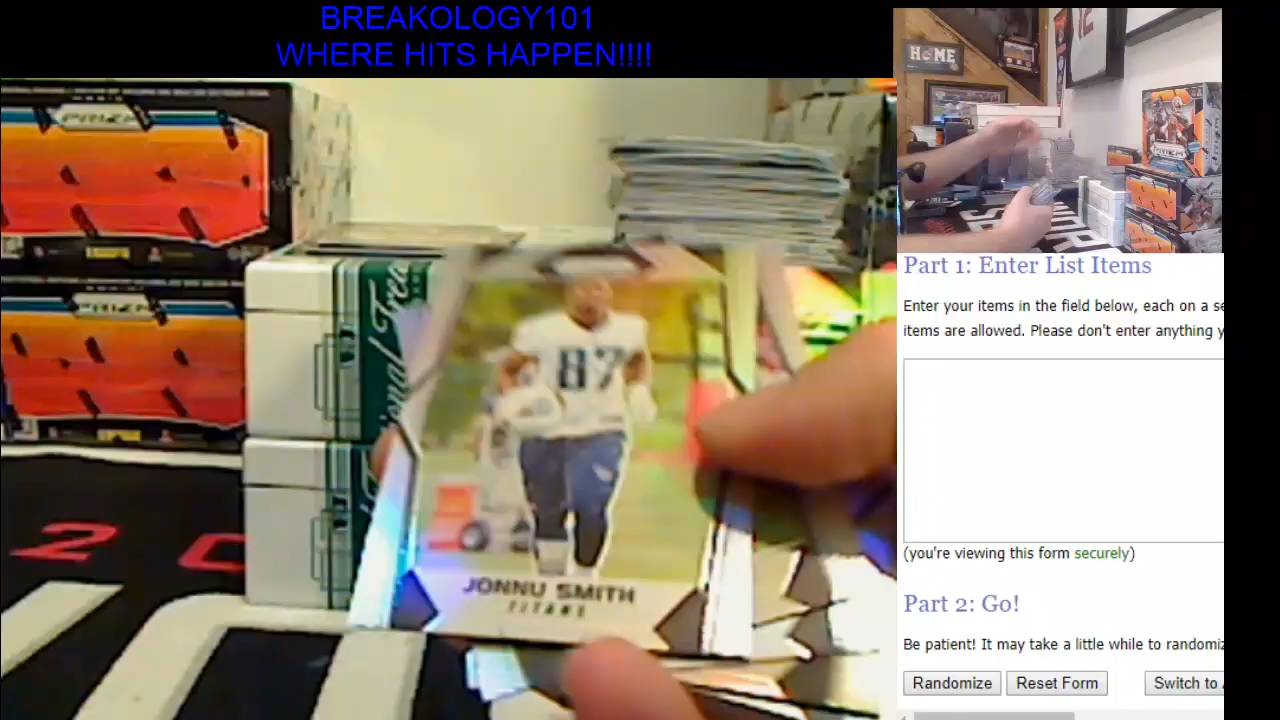 BREAKOLOGY101
WHERE HITS HAPPEN!!!!
HOME
PRIZM
PRIZM
87
JONNU SMITH
TITANS
Part 1: Enter List Items
Enter your items in the field below, each on a se
items are allowed. Please don't enter anything y
(you're viewing this form securely)
Part 2: Go!
Be patient! It may take a little while to randomiz
Randomize
Reset Form
Switch to